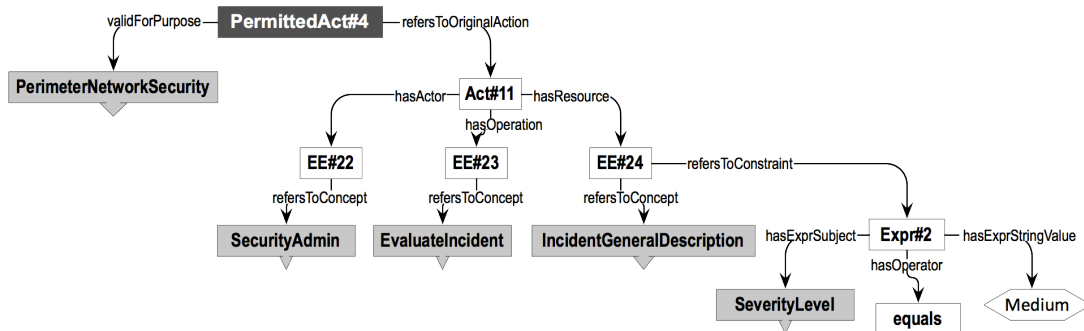 validForPurpose
PermittedAct#4
refersToOriginalAction
PerimeterNetworkSecurity
hasActor
Act#11
hasResource
hasOperation
EE#22
EE#23
EE#24
refersToConstraint
refersToConcept
refersToConcept
refersToConcept
SecurityAdmin
EvaluateIncident
IncidentGeneralDescription
hasExprSubject
Expr#2
hasExprStringValue
hasOperator
SeverityLevel
equals
Medium